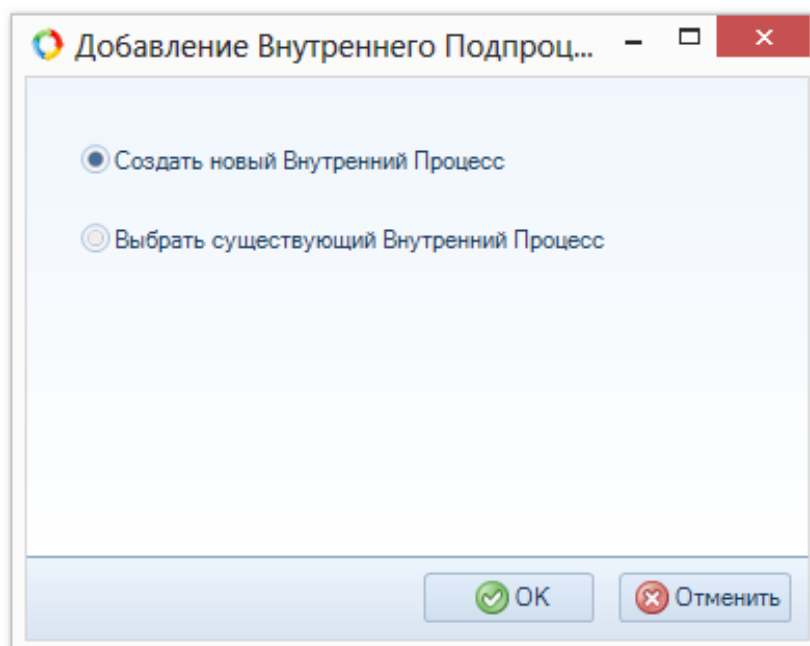 Добавление Внутреннего Подпроц...
Создать новый Внутренний Процесс
Выбрать существующий Внутренний Процесс
OK
Отменить